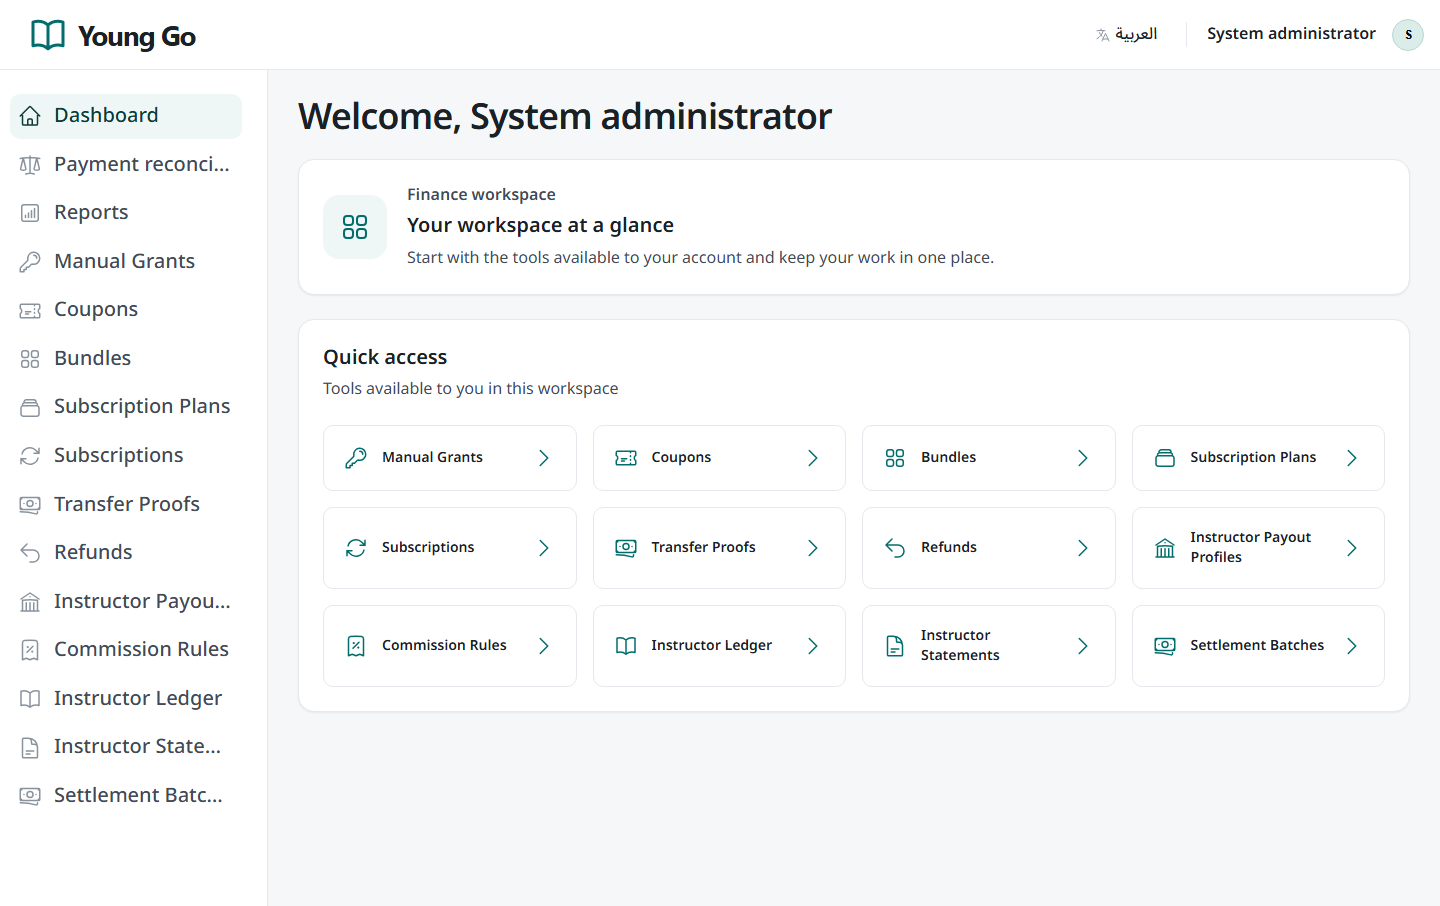 Young Go
العربية
System administrator
S
Dashboard
Payment reconci...
Reports
Manual Grants
Coupons
Bundles
Subscription Plans
Subscriptions
Transfer Proofs
Refunds
Instructor Payou...
Commission Rules
Instructor Ledger
Instructor State...
Settlement Batc...
Welcome, System administrator
Finance workspace
Your workspace at a glance
Start with the tools available to your account and keep your work in one place.
Quick access
Tools available to you in this workspace
Manual Grants
Coupons
Bundles
Subscription Plans
Subscriptions
Transfer Proofs
Refunds
Instructor Payout
Profiles
Commission Rules
Instructor Ledger
Instructor
Statements
Settlement Batches